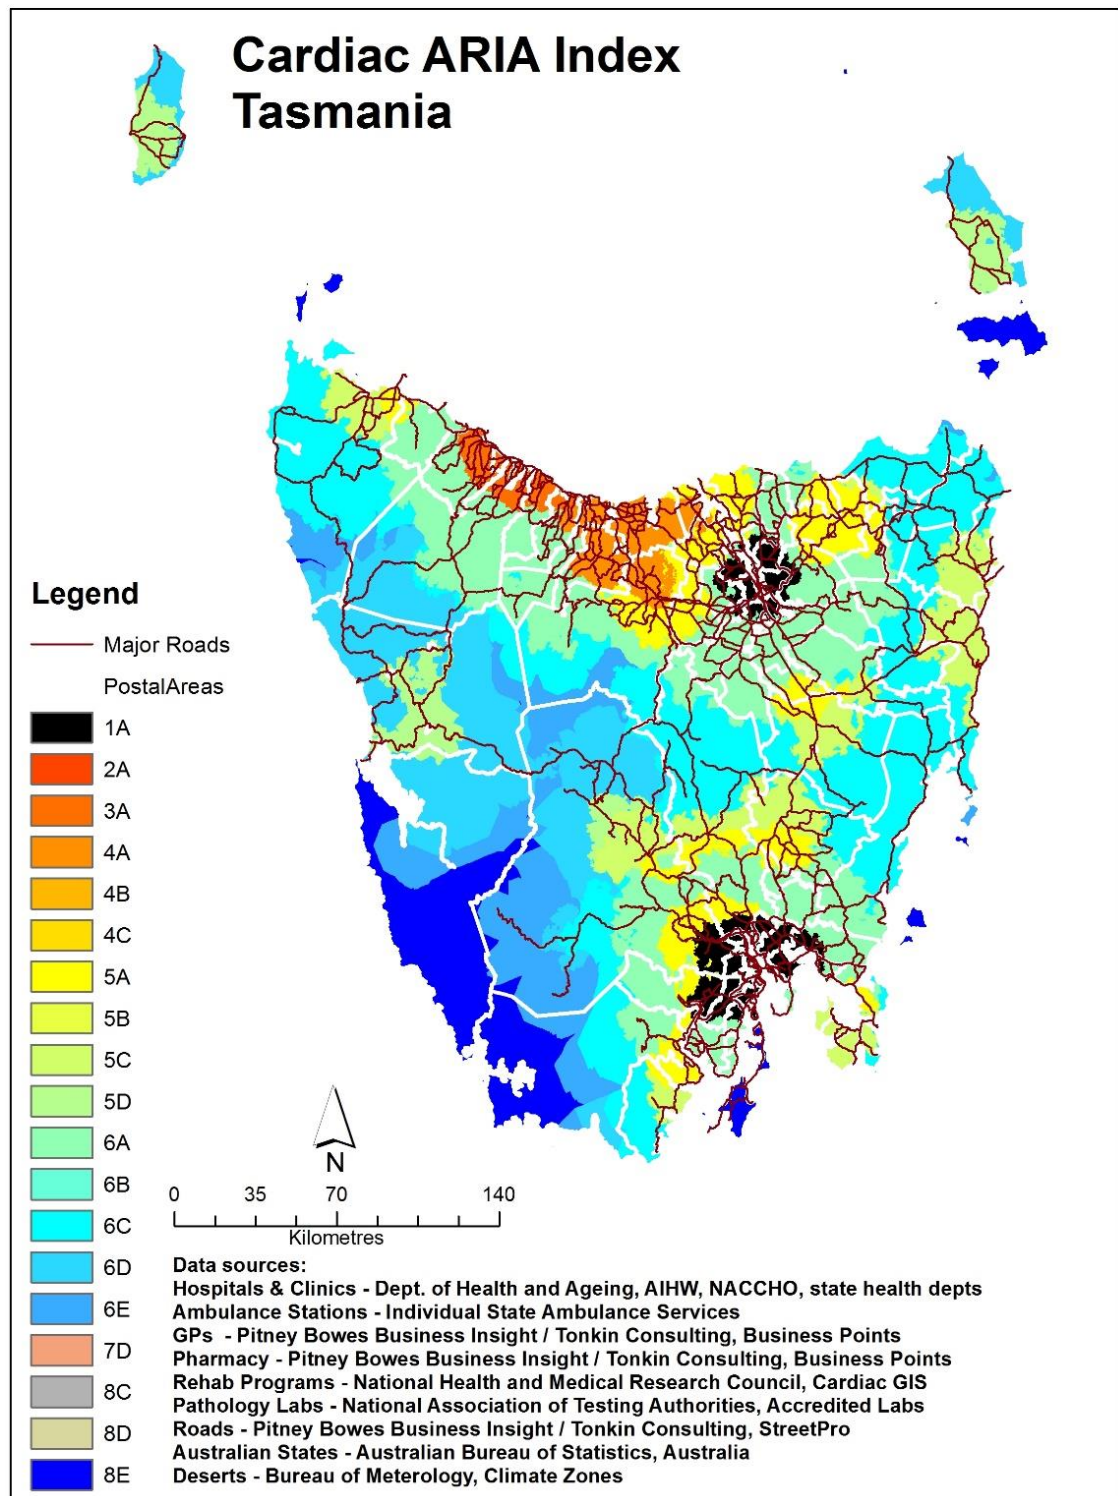 Cardiac ARIA Index
Tasmania
Legend
Major Roads
PostalAreas
1A
2A
3A
4A
4B
4C
5A
5B
5C
5D
6A
6B
6C
6D
6E
7D
8C
8D
8E
N
0 35 70 140
Kilometres
Data sources:
Hospitals & Clinics - Dept. of Health and Ageing, AIHW, NACCHO, state health depts
Ambulance Stations - Individual State Ambulance Services
GPs - Pitney Bowes Business Insight / Tonkin Consulting, Business Points
Pharmacy - Pitney Bowes Business Insight / Tonkin Consulting, Business Points
Rehab Programs - National Health and Medical Research Council, Cardiac GIS
Pathology Labs - National Association of Testing Authorities, Accredited Labs
Roads - Pitney Bowes Business Insight / Tonkin Consulting, StreetPro
Australian States - Australian Bureau of Statistics, Australia
Deserts - Bureau of Meterology, Climate Zones